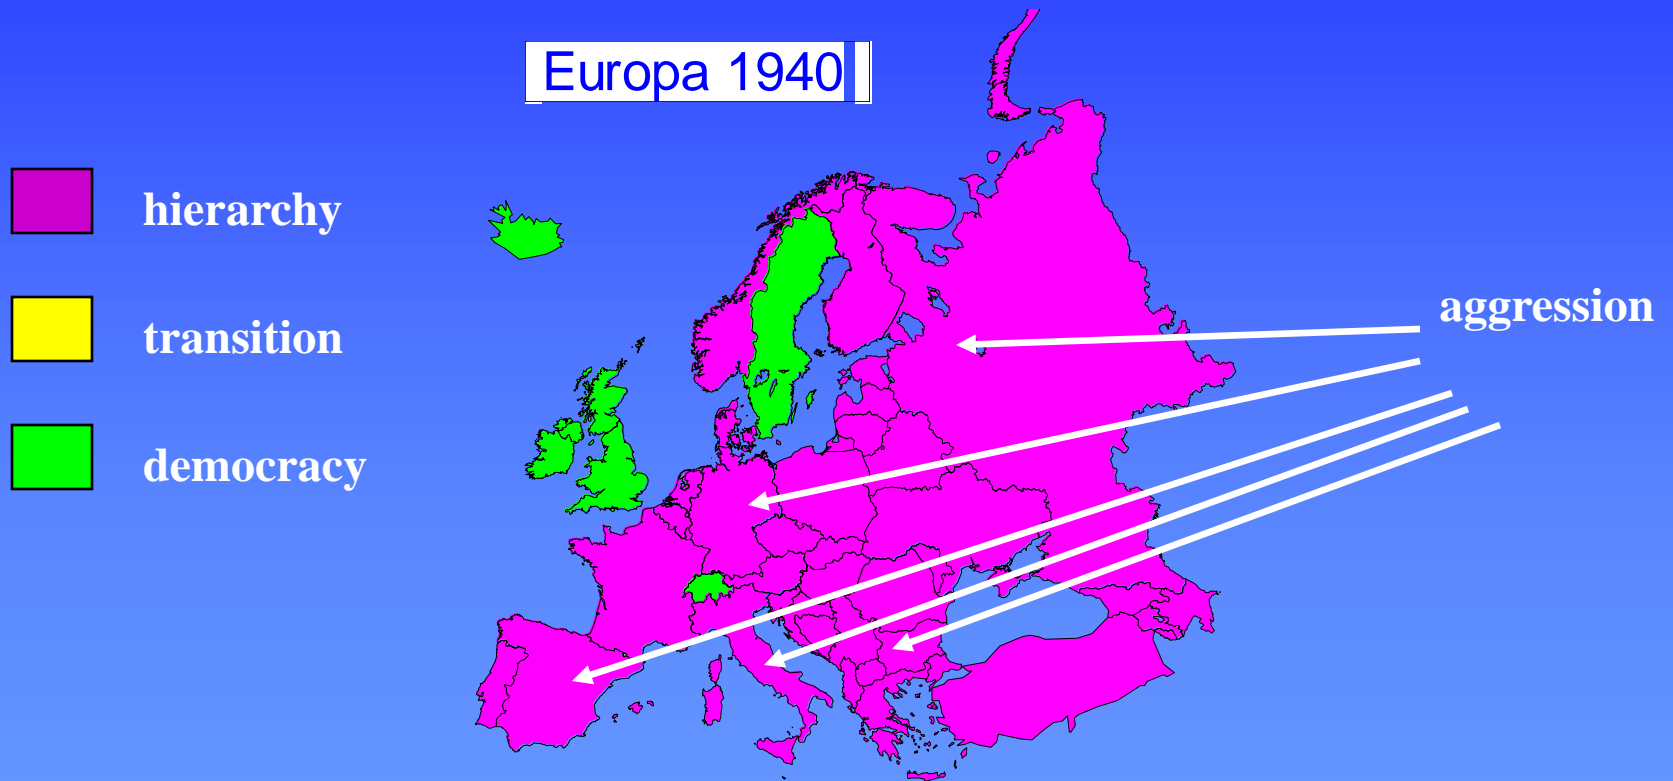 Europa 1940
hierarchy
transition
democracy
aggression